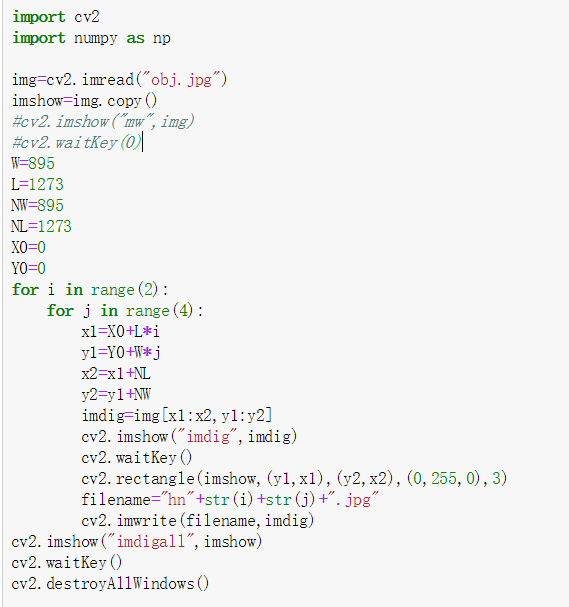 import cv2
import numpy as np

img=cv2.imread("obj.jpg")
imshow=img.copy()
#cv2.imshow("mw",img)
#cv2.waitKey(0)
W=895
L=1273
NW=895
NL=1273
X0=0
Y0=0
for i in range(2):
    for j in range(4):
        x1=X0+L*i
        y1=Y0+W*j
        x2=x1+NL
        y2=y1+NW
        imdig=img[x1:x2,y1:y2]
        cv2.imshow("imdig",imdig)
        cv2.waitKey()
        cv2.rectangle(imshow,(y1,x1),(y2,x2),(0,255,0),3)
        filename="hn"+str(i)+str(j)+".jpg"
        cv2.imwrite(filename,imdig)
cv2.imshow("imdigall",imshow)
cv2.waitKey()
cv2.destroyAllWindows()